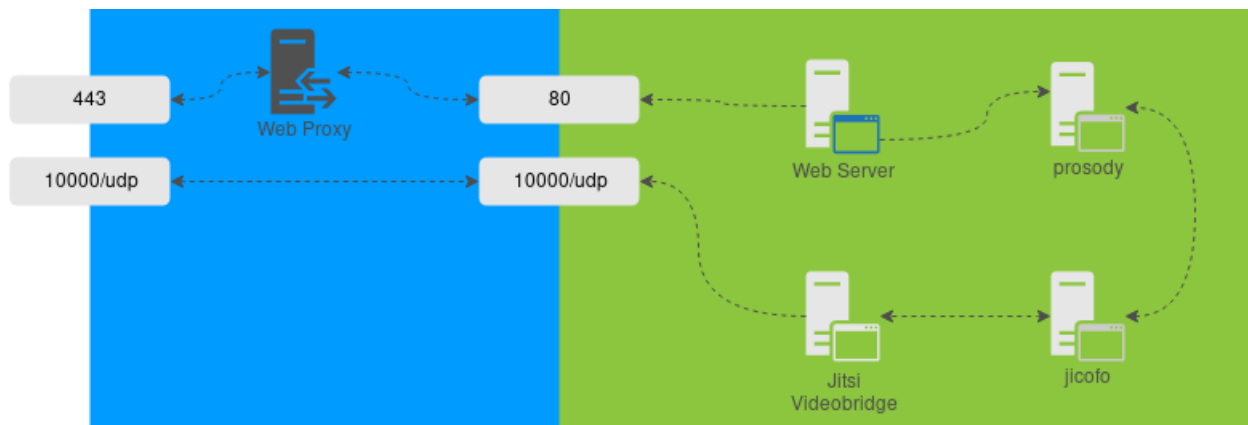 443
Web Proxy
80
Web Server
prosody
10000/udp
10000/udp
Jitsi
Videobridge
jicofo